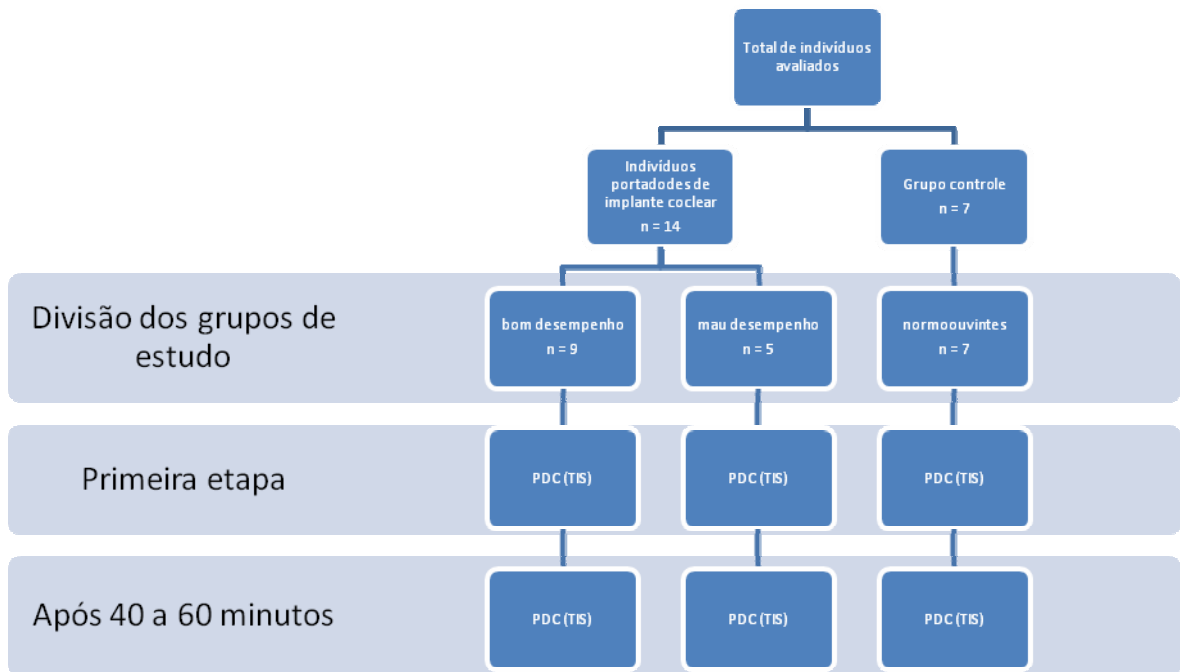 Total de indivíduos
avaliados
Indivíduos
portadodes de
implante coclear
n = 14
Grupo controle
n = 7
Divisão dos grupos de
estudo
bom desempenho
n = 9
mau desempenho
n = 5
normoouvintes
n = 7
Primeira etapa
PDC (TIS)
PDC (TIS)
PDC (TIS)
Após 40 a 60 minutos
PDC (TIS)
PDC (TIS)
PDC (TIS)